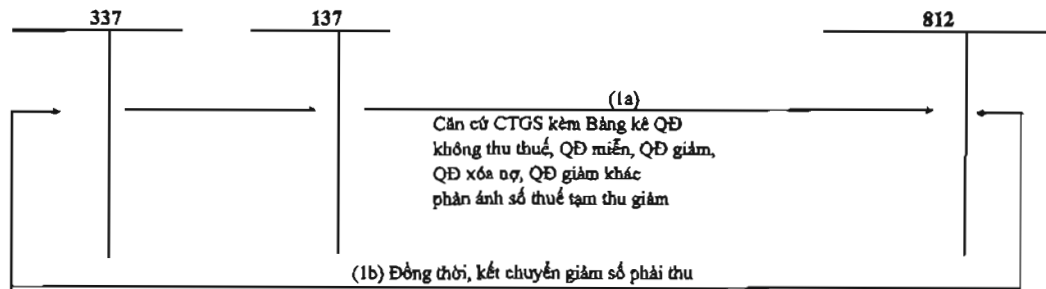 337
137
812
(1a)
Căn cứ CTGS kèm Bảng kê QĐ
không thu thuế, QĐ miễn, QĐ giảm,
QĐ xóa nợ, QĐ giảm khác
phản ánh số thuế tạm thu giảm
(1b) Đồng thời, kết chuyển giảm số phải thu